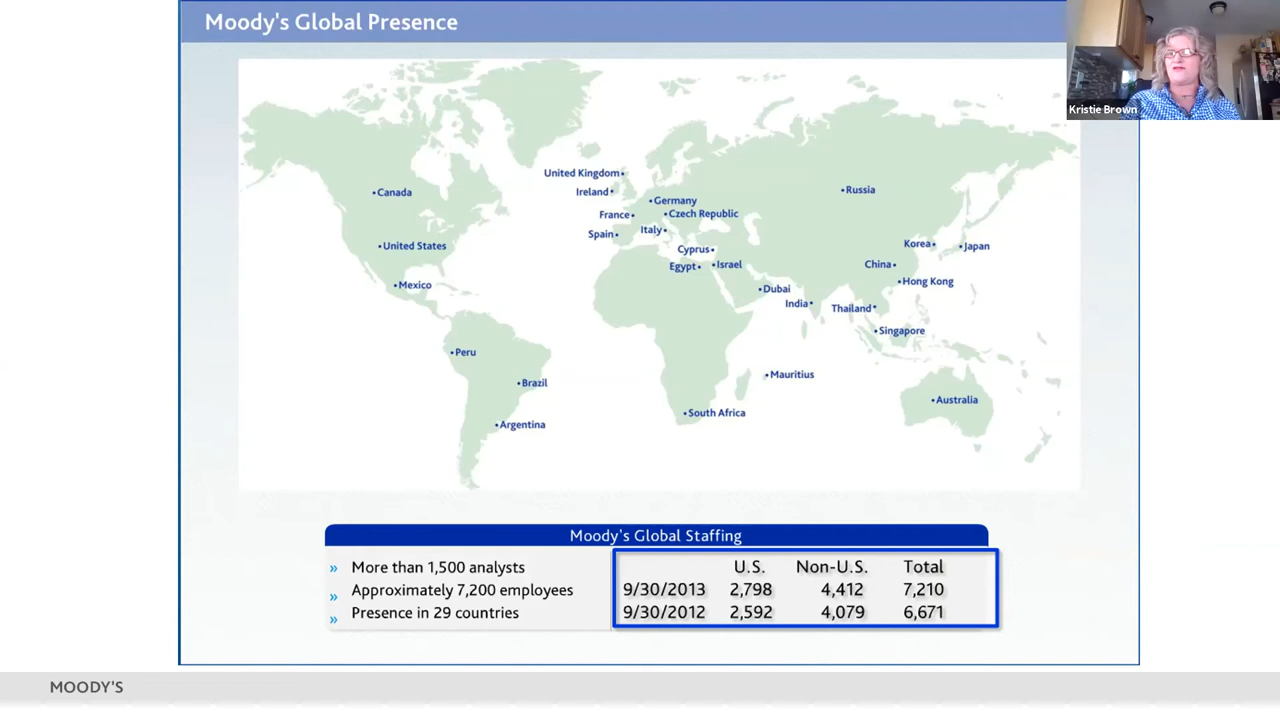 Moody's Global Presence
Kristie Brown
United Kingdom
Ireland
Canada
Russia
Germany
France
Czech Republic
Spain
Italy
United States
Cyprus
Korea
Japan
Egypt
Israel
China
Mexico
Dubai
Hong Kong
India
Thailand
Singapore
Peru
Mauritius
Brazil
South Africa
Australia
Argentina
Moody's Global Staffing
» More than 1,500 analysts
» Approximately 7,200 employees
» Presence in 29 countries
U.S. Non-U.S. Total
9/30/2013 2,798 4,412 7,210
9/30/2012 2,592 4,079 6,671
MOODY'S